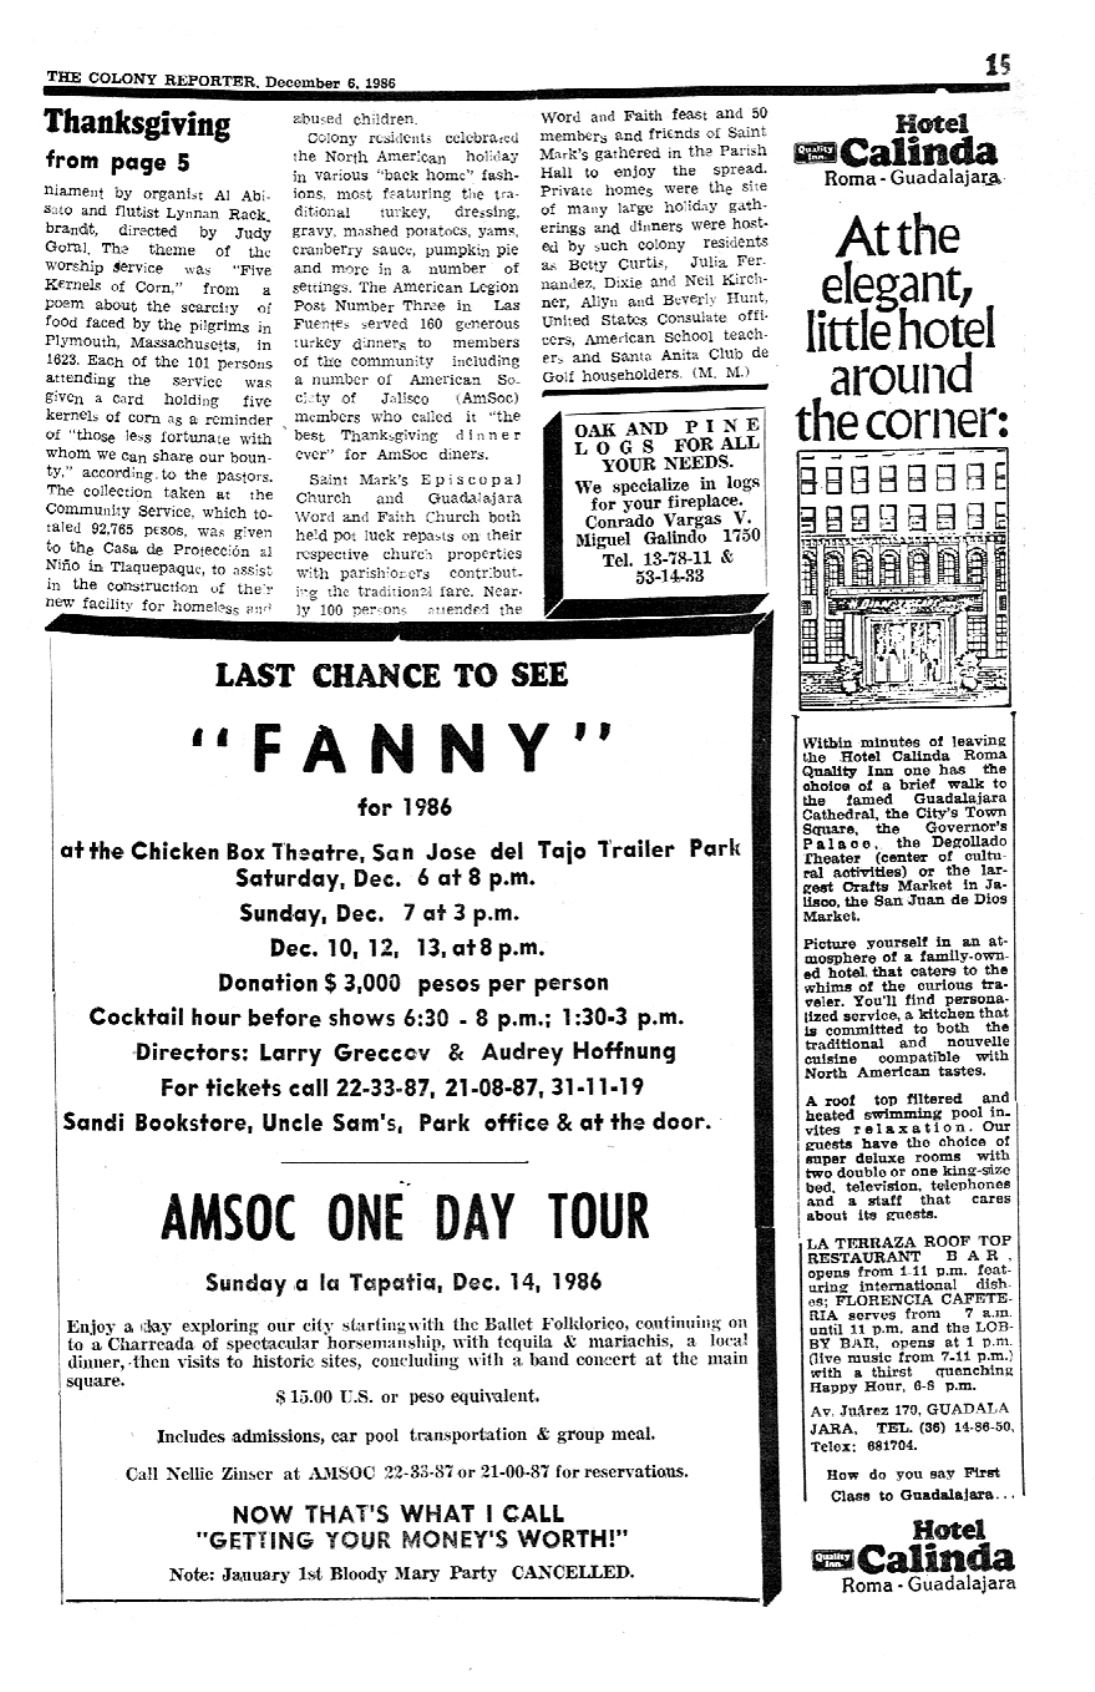 THE COLONY REPORTER, December 6, 1986
15
Thanksgiving
from page 5
niament by organist Al Abi-
sato and flutist Lynnan Rack-
brandt, directed by Judy
Goral. The theme of the
worship service was "Five
Kernels of Corn," from a
poem about the scarcity of
food faced by the pilgrims in
Plymouth, Massachusetts, in
1623. Each of the 101 persons
attending the service was
given a card holding five
kernels of corn as a reminder
of "those less fortunate with
whom we can share our boun-
ty," according to the pastors.
The collection taken at the
Community Service, which to-
taled 92,765 pesos, was given
to the Casa de Protección al
Niño in Tlaquepaque, to assist
in the construction of their
new facility for homeless and
abused children.
Colony residents celebrated
the North American holiday
in various "back home" fash-
ions, most featuring the tra-
ditional turkey, dressing,
gravy, mashed potatoes, yams,
cranberry sauce, pumpkin pie
and more in a number of
settings. The American Legion
Post Number Three in Las
Fuentes served 160 generous
turkey dinners to members
of the community including
a number of American So-
ciety of Jalisco (AmSoc)
members who called it "the
best Thanksgiving dinner
ever" for AmSoc diners.
Saint Mark's Episcopal
Church and Guadalajara
Word and Faith Church both
held pot luck repasts on their
respective church properties
with parishioners contribut-
ing the traditional fare. Near-
ly 100 persons attended the
Word and Faith feast and 50
members and friends of Saint
Mark's gathered in the Parish
Hall to enjoy the spread.
Private homes were the site
of many large holiday gath-
erings and dinners were host-
ed by such colony residents
as Betty Curtis, Julia Fer-
nandez, Dixie and Neil Kirch-
ner, Allyn and Beverly Hunt,
United States Consulate offi-
cers, American School teach-
ers and Santa Anita Club de
Golf householders. (M. M.)
OAK AND PINE
LOGS FOR ALL
YOUR NEEDS.
We specialize in logs
for your fireplace.
Conrado Vargas V.
Miguel Galindo 1750
Tel. 13-78-11 &
53-14-33
LAST CHANCE TO SEE
"FANNY"
for 1986
at the Chicken Box Theatre, San Jose del Tajo Trailer Park
Saturday, Dec. 6 at 8 p.m.
Sunday, Dec. 7 at 3 p.m.
Dec. 10, 12, 13, at 8 p.m.
Donation $ 3,000 pesos per person
Cocktail hour before shows 6:30 - 8 p.m.; 1:30-3 p.m.
Directors: Larry Greccov & Audrey Hoffnung
For tickets call 22-33-87, 21-08-87, 31-11-19
Sandi Bookstore, Uncle Sam's, Park office & at the door.
AMSOC ONE DAY TOUR
Sunday a la Tapatia, Dec. 14, 1986
Enjoy a day exploring our city starting with the Ballet Folklorico, continuing on
to a Charreada of spectacular horsemanship, with tequila & mariachis, a local
dinner, then visits to historic sites, concluding with a band concert at the main
square.
$ 15.00 U.S. or peso equivalent.
Includes admissions, car pool transportation & group meal.
Call Nellie Zinser at AMSOC 22-33-87 or 21-00-87 for reservations.
NOW THAT'S WHAT I CALL
"GETTING YOUR MONEY'S WORTH!"
Note: January 1st Bloody Mary Party CANCELLED.
Hotel
Quality Inn Calinda
Roma - Guadalajara
At the
elegant,
little hotel
around
the corner:
Within minutes of leaving
the Hotel Calinda Roma
Quality Inn one has the
choice of a brief walk to
the famed Guadalajara
Cathedral, the City's Town
Square, the Governor's
Palace, the Degollado
Theater (center of cultu-
ral activities) or the lar-
gest Crafts Market in Ja-
lisco, the San Juan de Dios
Market.
Picture yourself in an at-
mosphere of a family-own-
ed hotel that caters to the
whims of the curious tra-
veler. You'll find persona-
lized service, a kitchen that
is committed to both the
traditional and nouvelle
cuisine compatible with
North American tastes.
A roof top filtered and
heated swimming pool in-
vites relaxation. Our
guests have the choice of
super deluxe rooms with
two double or one king-size
bed, television, telephones
and a staff that cares
about its guests.
LA TERRAZA ROOF TOP
RESTAURANT BAR,
opens from 1-11 p.m. feat-
uring international dish-
es; FLORENCIA CAFETE-
RIA serves from 7 a.m.
until 11 p.m. and the LOB-
BY BAR, opens at 1 p.m.
(live music from 7-11 p.m.)
with a thirst quenching
Happy Hour, 6-8 p.m.
Av. Juárez 170, GUADALA
JARA, TEL. (36) 14-86-50,
Telex: 681704.
How do you say First
Class to Guadalajara...
Hotel
Quality Inn Calinda
Roma - Guadalajara